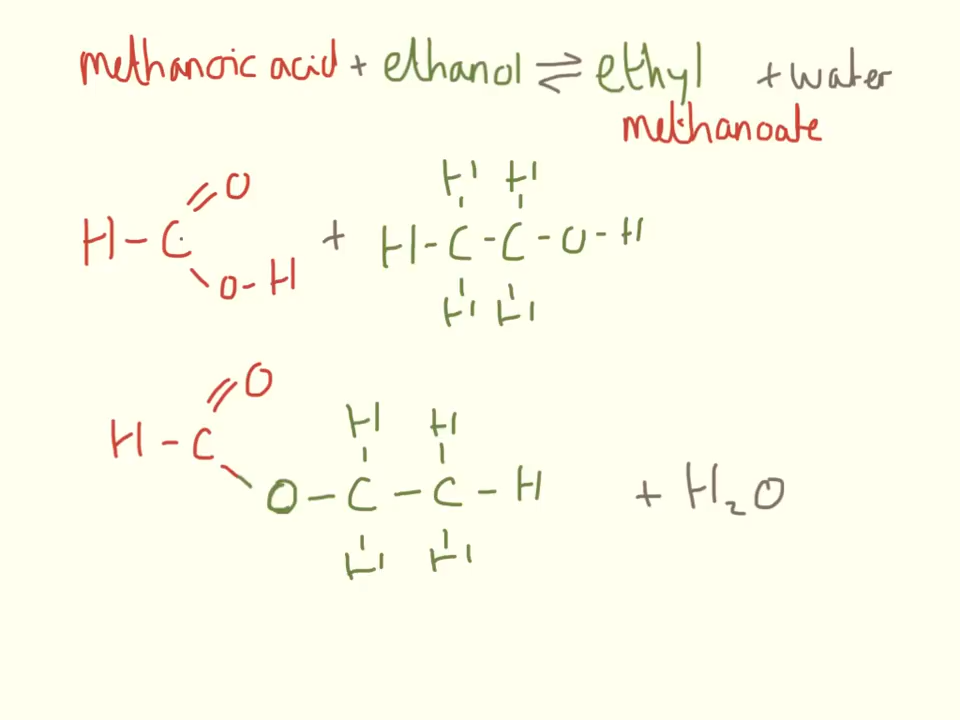 methanoic acid + ethanol ⇌ ethyl + water
methanoate
H H
O
H - C + H - C - C - O - H
O - H
H H
O
H H
H - C
O - C - C - H + H₂O
H H